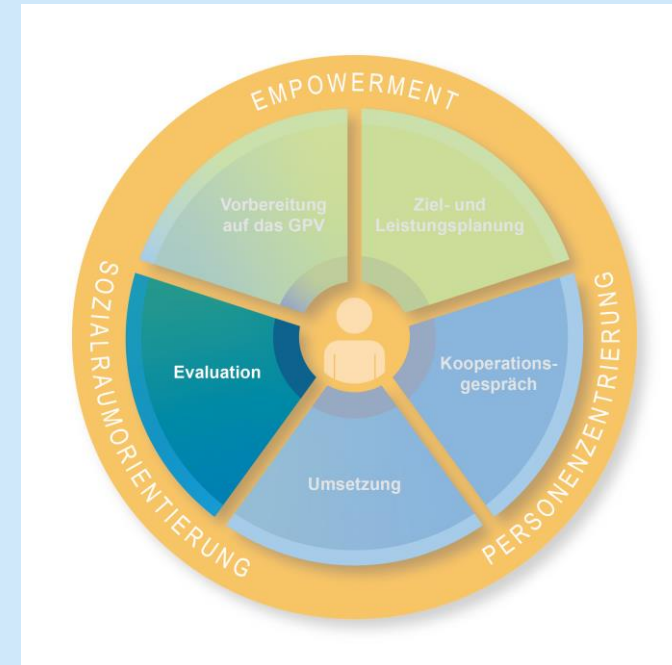 EMPOWERMENT
Vorbereitung
auf das GPV
Ziel- und
Leistungsplanung
SOZIALRAUMORIENTIERUNG
Evaluation
Kooperations-
gespräch
PERSONENZENTRIERUNG
Umsetzung